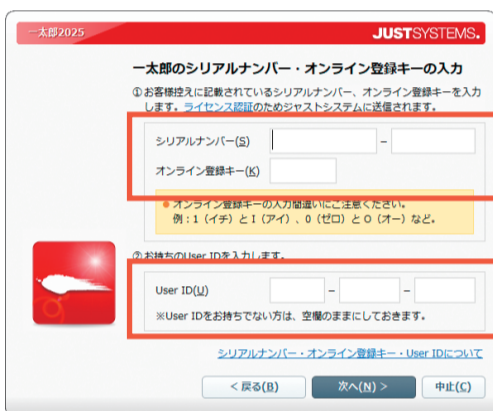 一太郎2025
JUSTSYSTEMS.
一太郎のシリアルナンバー・オンライン登録キーの入力
①お客様控えに記載されているシリアルナンバー、オンライン登録キーを入力
します。ライセンス認証のためジャストシステムに送信されます。
シリアルナンバー(S) –
オンライン登録キー(K)
● オンライン登録キーの入力間違いにご注意ください。
例：1（イチ）と I（アイ）、0（ゼロ）と O（オー）など。
②お持ちのUser IDを入力します。
User ID(U) – –
※User IDをお持ちでない方は、空欄のままにしておきます。
シリアルナンバー・オンライン登録キー・User IDについて
< 戻る(B) 次へ(N) > 中止(C)